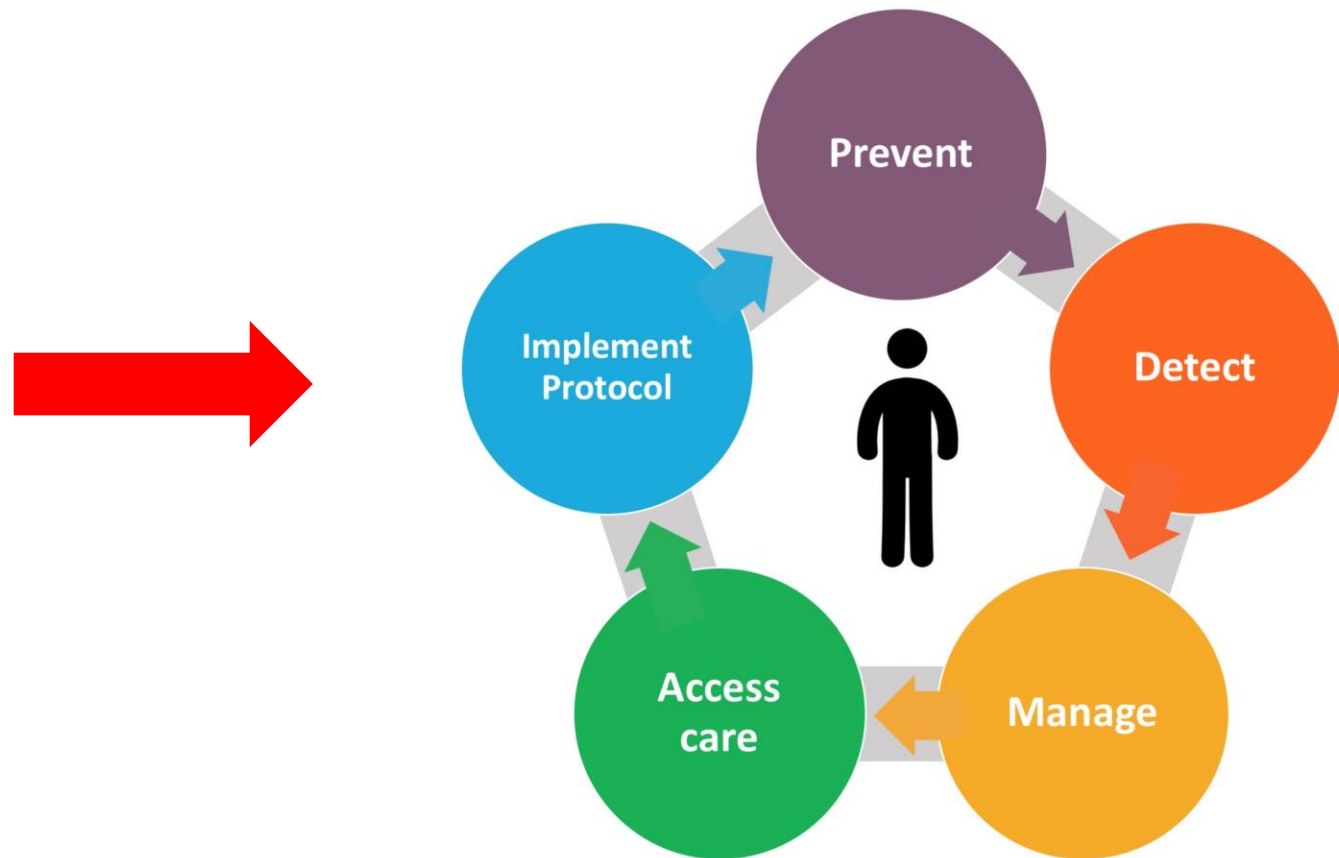 Prevent
Detect
Manage
Access
care
Implement
Protocol